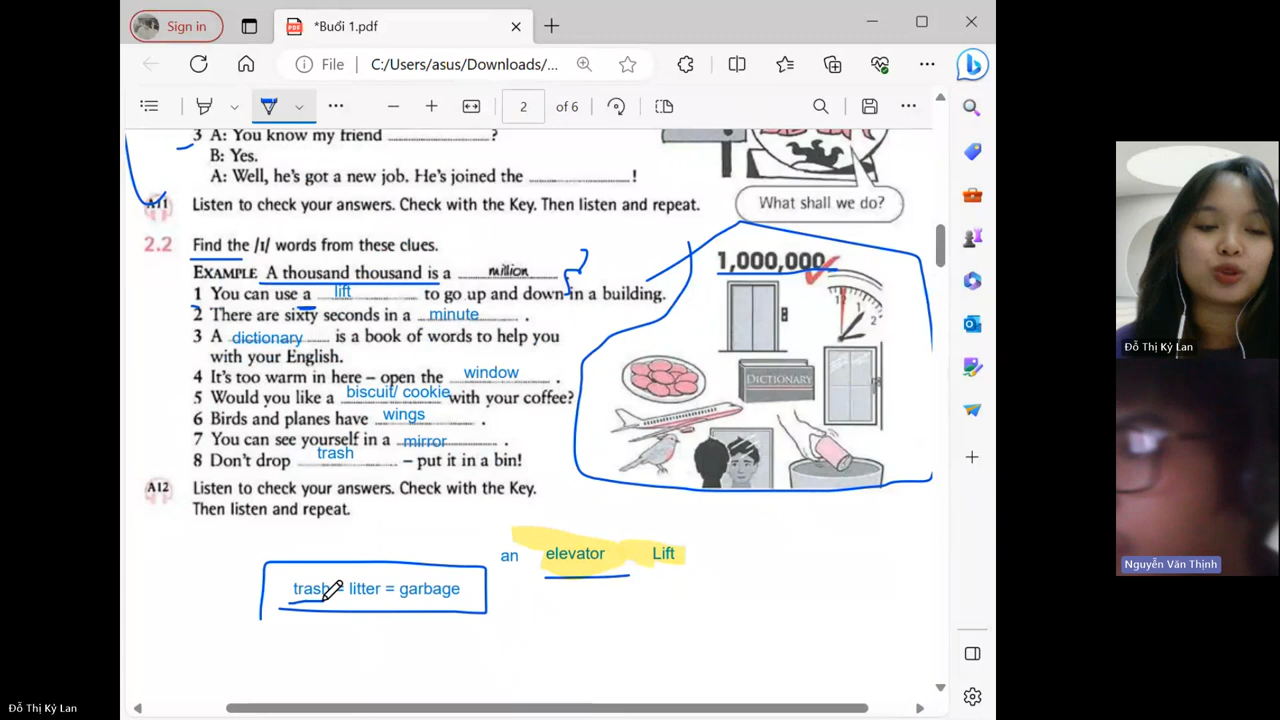 Sign in
*Buổi 1.pdf
File
C:/Users/asus/Downloads/...
2
of 6
3 A: You know my friend ?
B: Yes.
A: Well, he's got a new job. He's joined the !
What shall we do?
A11
Listen to check your answers. Check with the Key. Then listen and repeat.
2.2 Find the /ɪ/ words from these clues.
EXAMPLE A thousand thousand is a million
1,000,000
1 You can use a lift to go up and down in a building.
2 There are sixty seconds in a minute .
1
2
3 A dictionary is a book of words to help you
with your English.
DICTIONARY
4 It's too warm in here – open the window .
5 Would you like a biscuit/ cookie with your coffee?
6 Birds and planes have wings .
7 You can see yourself in a mirror .
8 Don't drop trash – put it in a bin!
A12 Listen to check your answers. Check with the Key.
Then listen and repeat.
an elevator Lift
trash = litter = garbage
Đỗ Thị Kỳ Lan
Nguyễn Văn Thịnh
Đỗ Thị Kỳ Lan